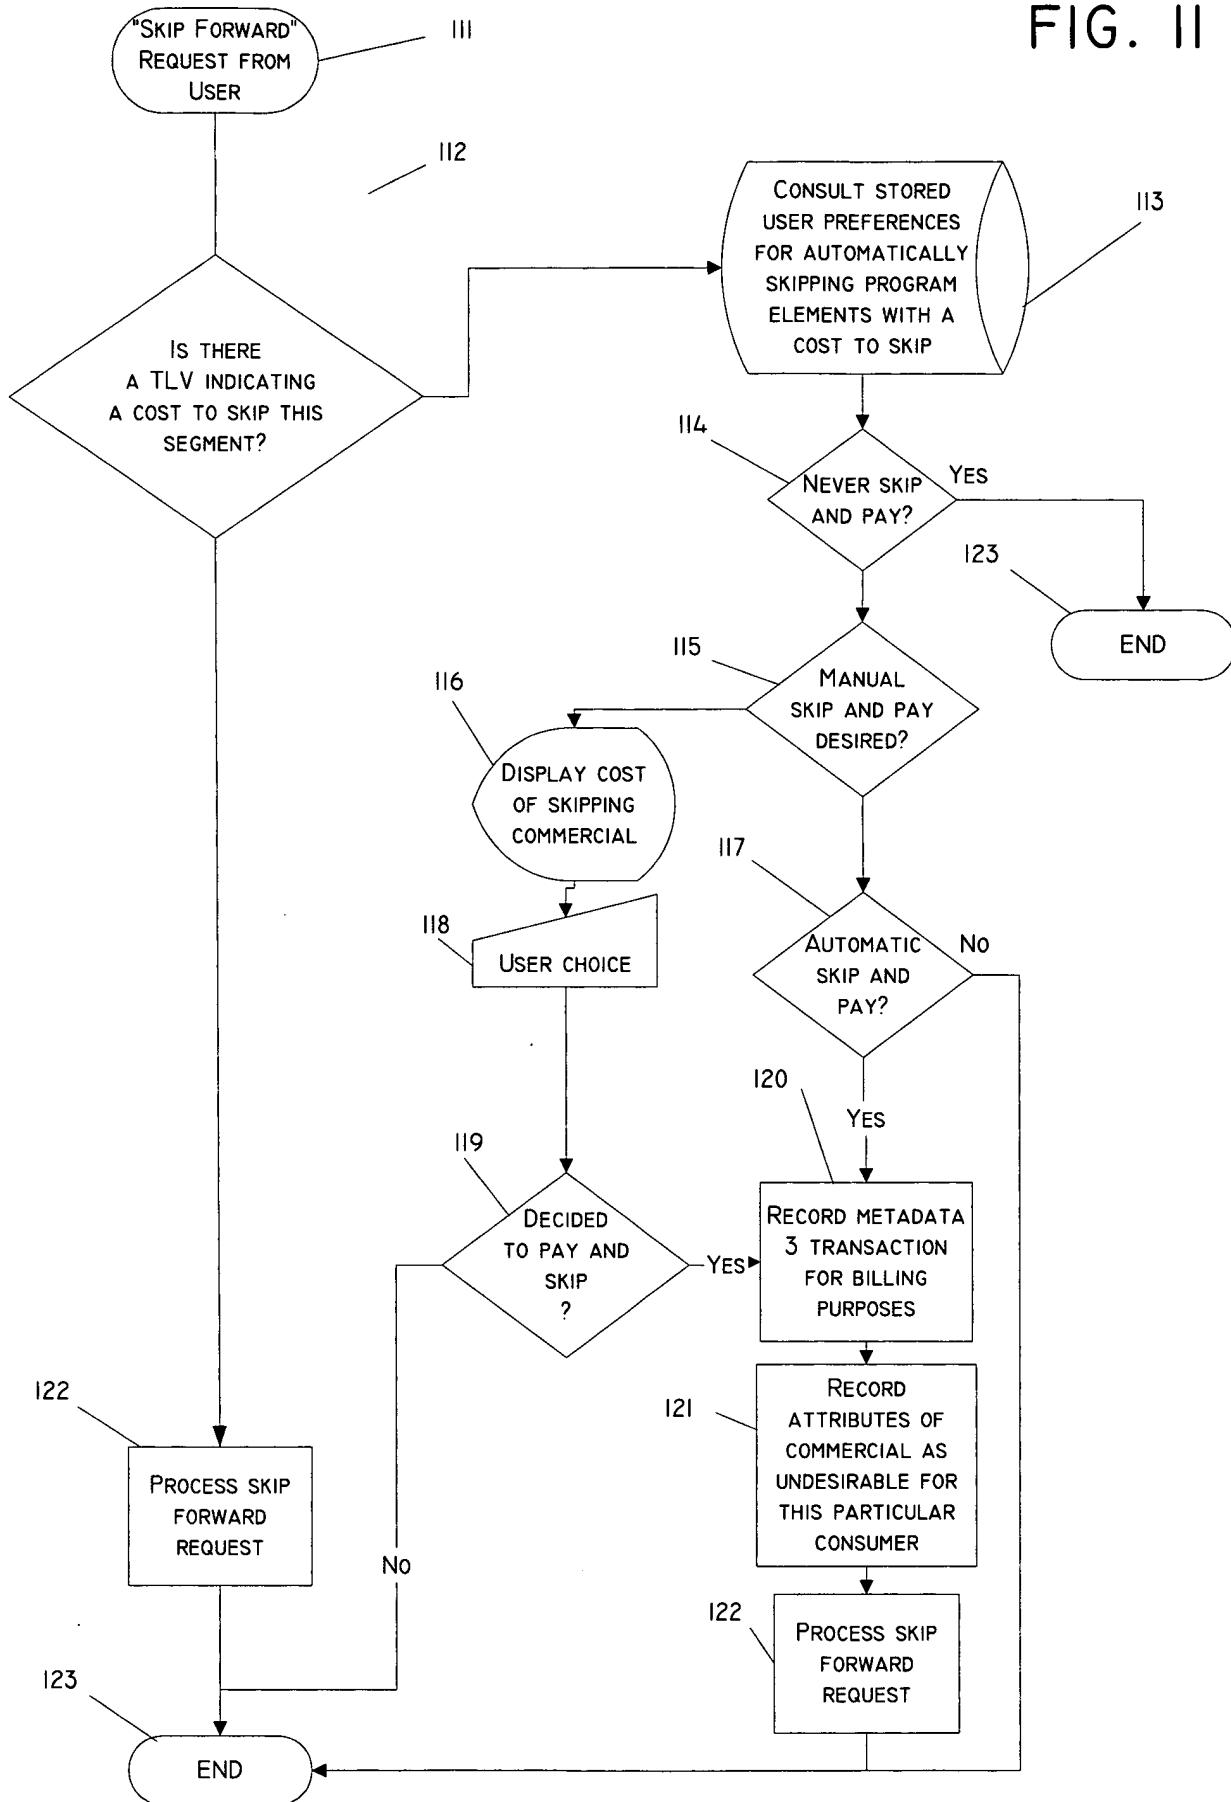 FIG. 11
"SKIP FORWARD"
REQUEST FROM
USER
111
112
IS THERE
A TLV INDICATING
A COST TO SKIP THIS
SEGMENT?
CONSULT STORED
USER PREFERENCES
FOR AUTOMATICALLY
SKIPPING PROGRAM
ELEMENTS WITH A
COST TO SKIP
113
114
NEVER SKIP
AND PAY?
YES
123
END
115
MANUAL
SKIP AND PAY
DESIRED?
116
DISPLAY COST
OF SKIPPING
COMMERCIAL
117
AUTOMATIC
SKIP AND
PAY?
NO
118
USER CHOICE
YES
119
DECIDED
TO PAY AND
SKIP
?
YES
NO
120
RECORD METADATA
3 TRANSACTION
FOR BILLING
PURPOSES
121
RECORD
ATTRIBUTES OF
COMMERCIAL AS
UNDESIRABLE FOR
THIS PARTICULAR
CONSUMER
122
PROCESS SKIP
FORWARD
REQUEST
122
PROCESS SKIP
FORWARD
REQUEST
123
END